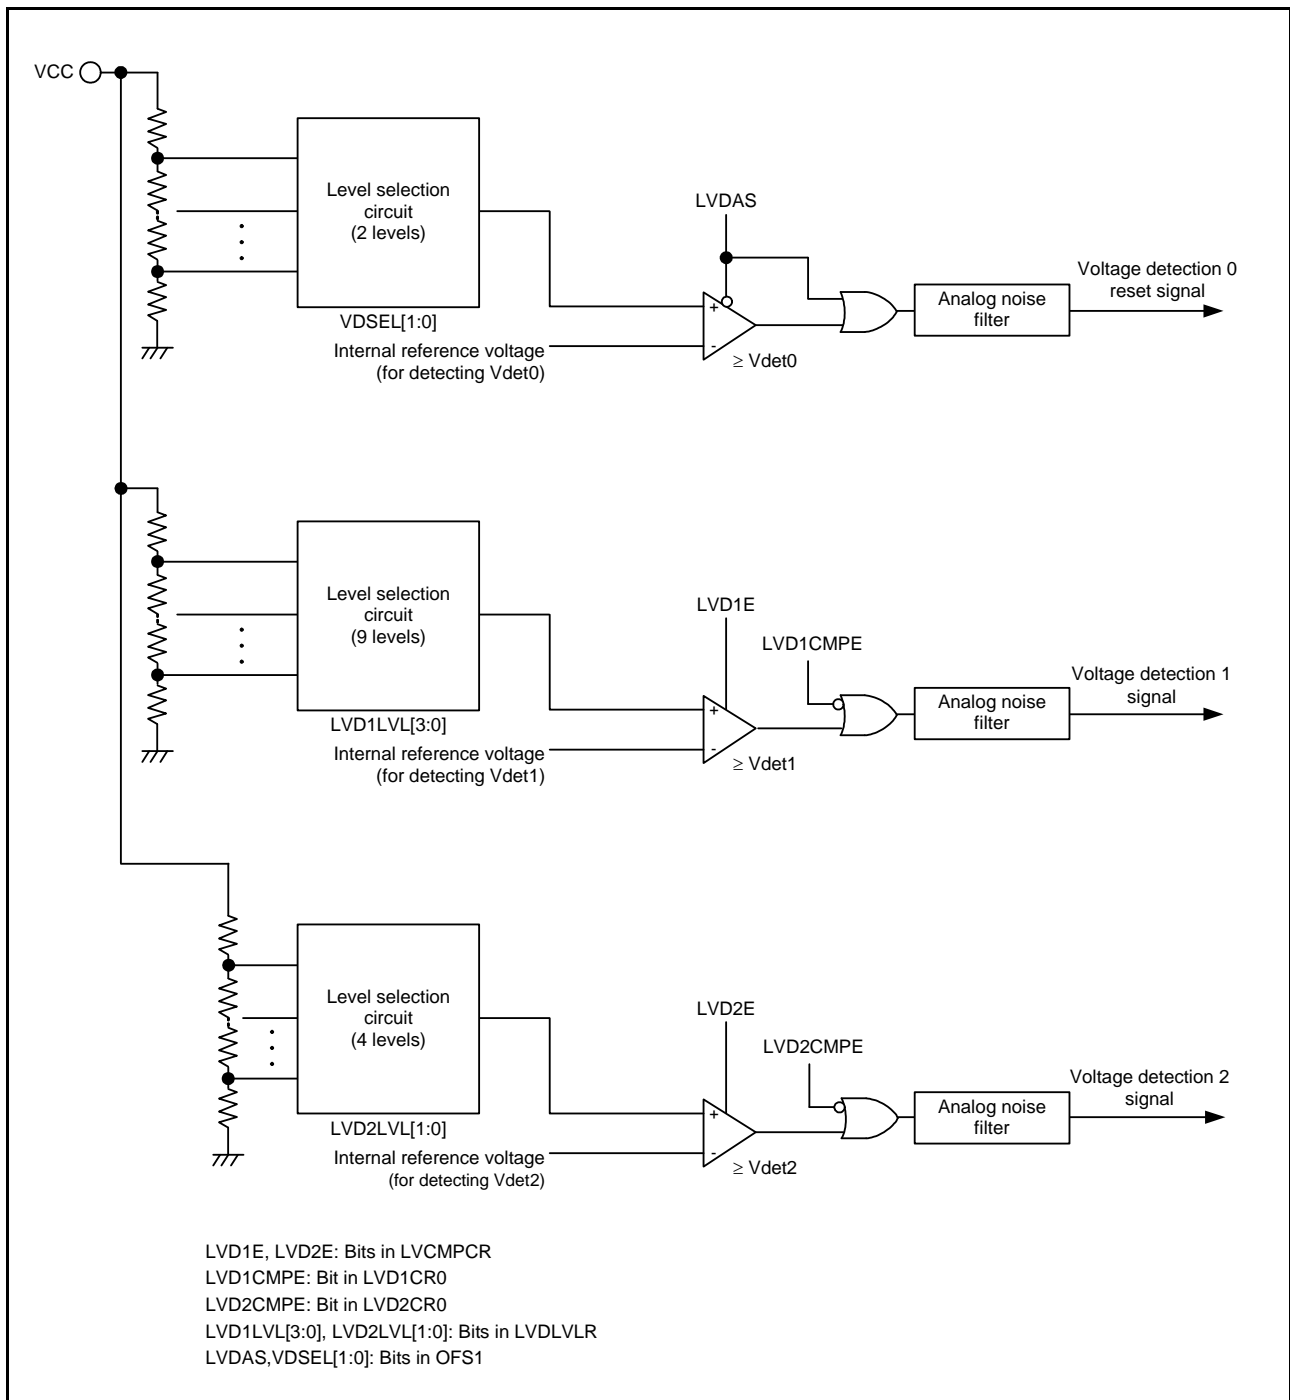 VCC
Level selection
circuit
(2 levels)
VDSEL[1:0]
Internal reference voltage
(for detecting Vdet0)
LVDAS
+
-
≥ Vdet0
Analog noise
filter
Voltage detection 0
reset signal
Level selection
circuit
(9 levels)
LVD1LVL[3:0]
Internal reference voltage
(for detecting Vdet1)
LVD1E
LVD1CMPE
+
-
≥ Vdet1
Analog noise
filter
Voltage detection 1
signal
Level selection
circuit
(4 levels)
LVD2LVL[1:0]
Internal reference voltage
(for detecting Vdet2)
LVD2E
LVD2CMPE
+
-
≥ Vdet2
Analog noise
filter
Voltage detection 2
signal
LVD1E, LVD2E: Bits in LVCMPCR
LVD1CMPE: Bit in LVD1CR0
LVD2CMPE: Bit in LVD2CR0
LVD1LVL[3:0], LVD2LVL[1:0]: Bits in LVDLVLR
LVDAS,VDSEL[1:0]: Bits in OFS1